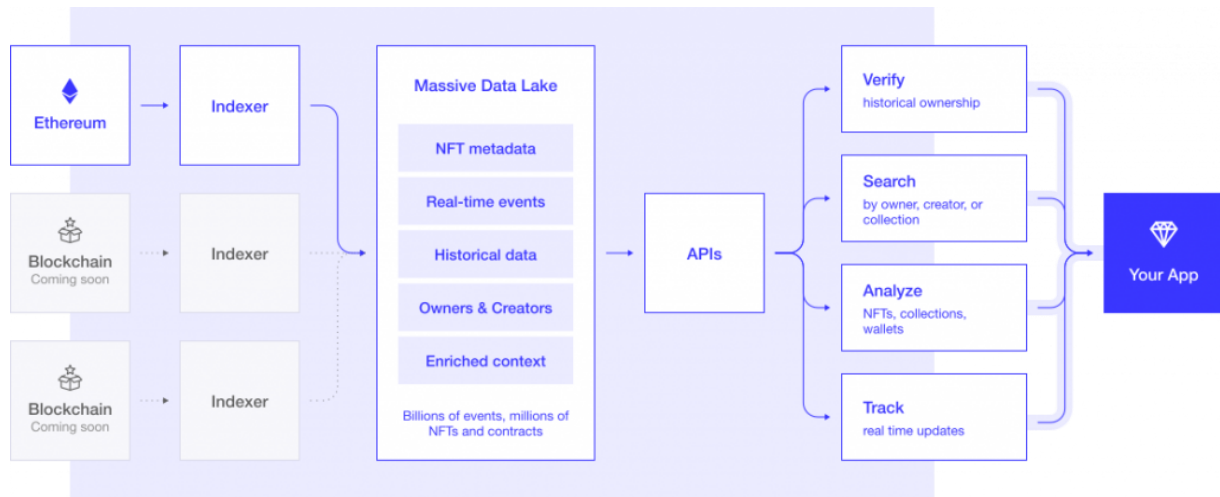 Ethereum
Indexer
Blockchain
Coming soon
Indexer
Blockchain
Coming soon
Indexer
Massive Data Lake
NFT metadata
Real-time events
Historical data
Owners & Creators
Enriched context
Billions of events, millions of
NFTs and contracts
APIs
Verify
historical ownership
Search
by owner, creator, or
collection
Analyze
NFTs, collections,
wallets
Track
real time updates
Your App